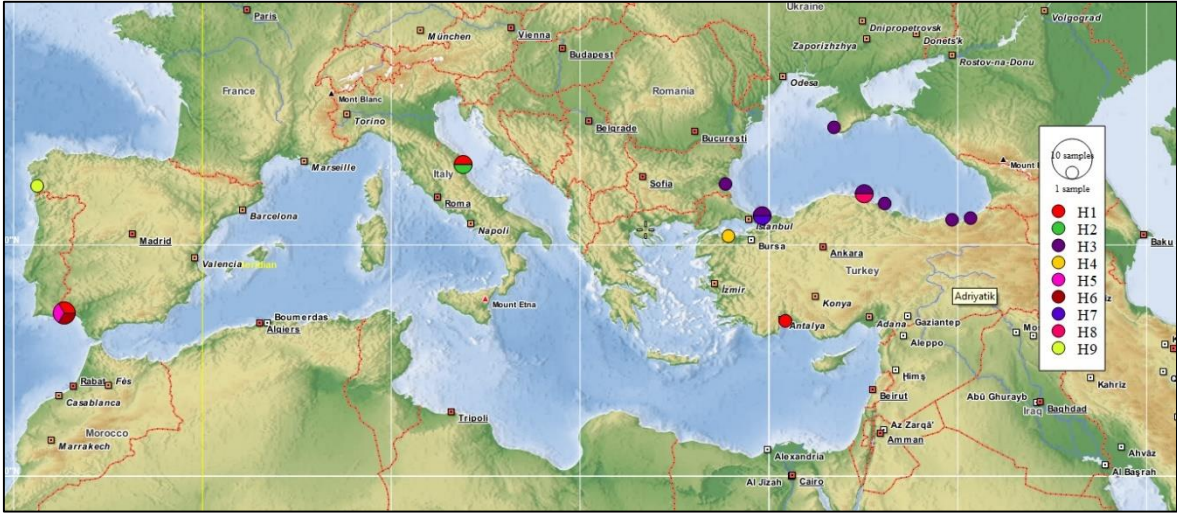 Paris
München
Vienna
Budapest
Ukraine
Dnipropetrovsk
Zaporizhzhya
Donets'k
Volgograd
Rostov-na-Donu
Odesa
France
Mont Blanc
Torino
Romania
Belgrade
Bucuresti
Marseille
Italy
Sofia
Roma
Napoli
Barcelona
Madrid
Valencia
Istanbul
Bursa
Ankara
Turkey
Baku
Izmir
Konya
Adriyatik
Mount Etna
Boumerdas
Algiers
Antalya
Adana
Gaziantep
Aleppo
Ḩimş
Rabat
Fès
Casablanca
Marrakech
Morocco
Tripoli
Beirut
Az Zarqā'
Amman
Abū Ghurayb
Iraq
Baghdad
Kahriz
Alexandria
Al Jizah
Cairo
Ahvāz
Al Başrah
10 samples
1 sample
H1
H2
H3
H4
H5
H6
H7
H8
H9